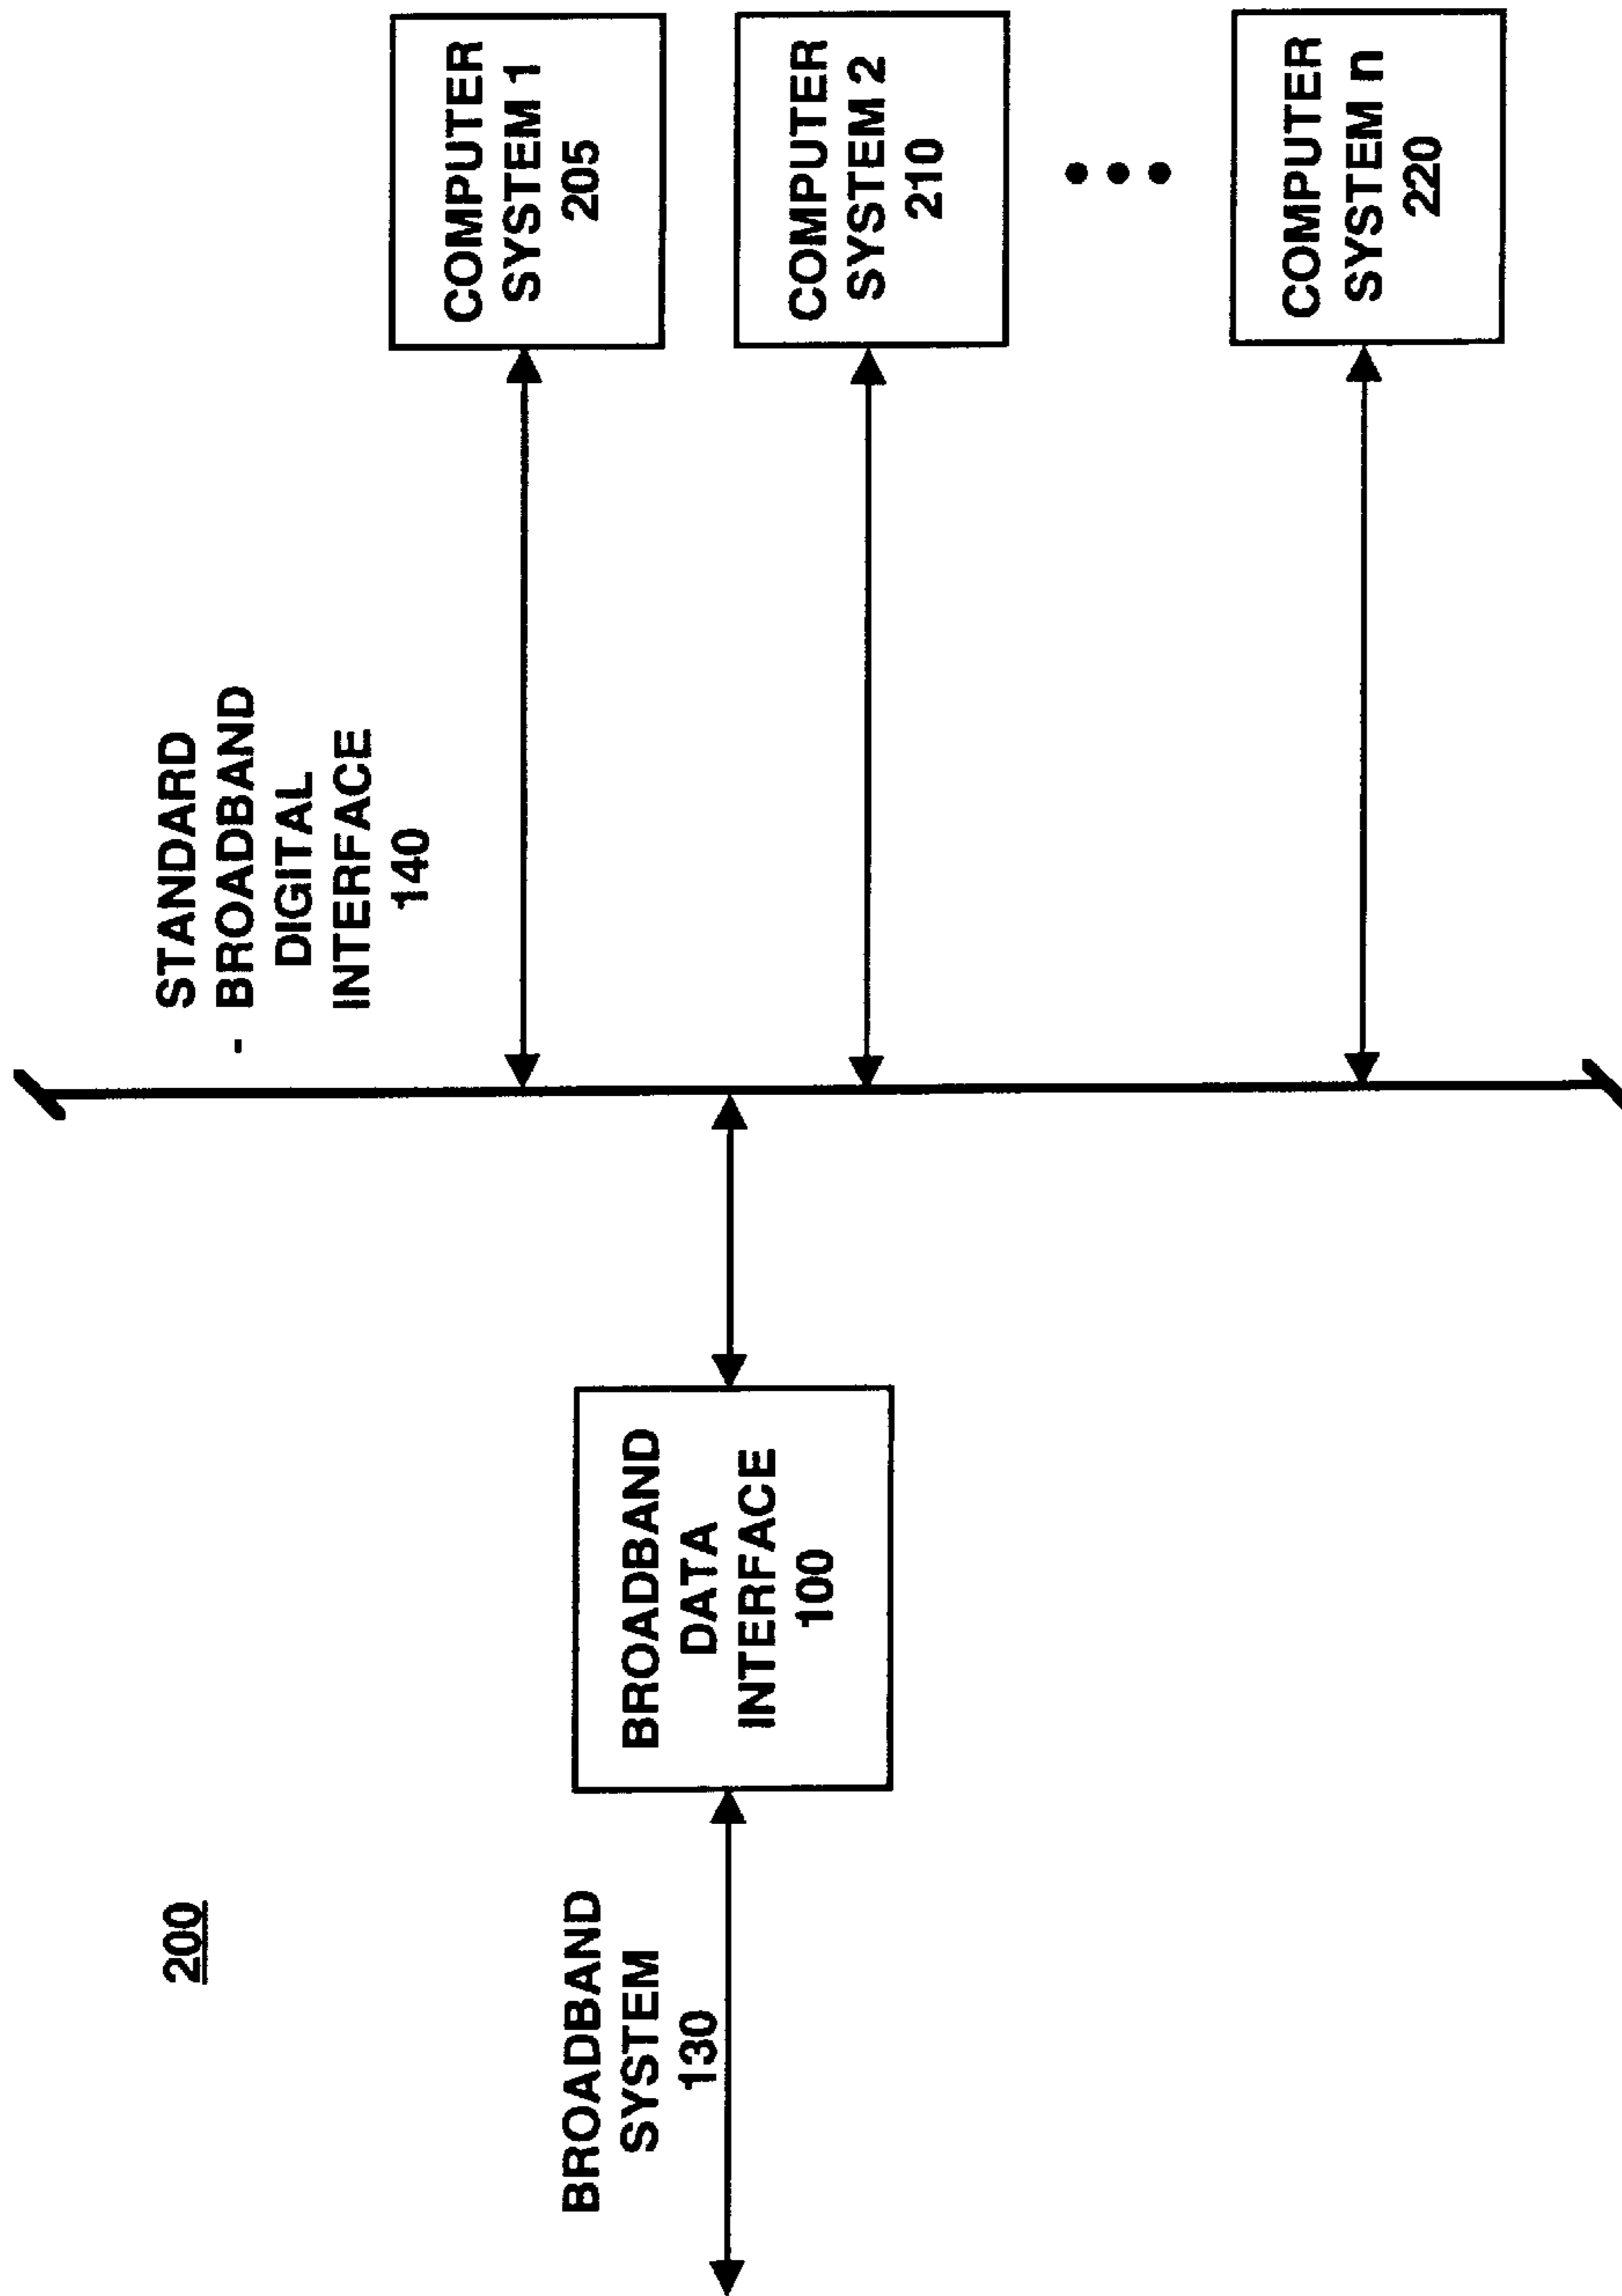 200
BROADBAND
SYSTEM
130
BROADBAND
DATA
INTERFACE
100
STANDARD
BROADBAND
DIGITAL
INTERFACE
140
COMPUTER
SYSTEM 1
205
COMPUTER
SYSTEM 2
210
COMPUTER
SYSTEM n
220